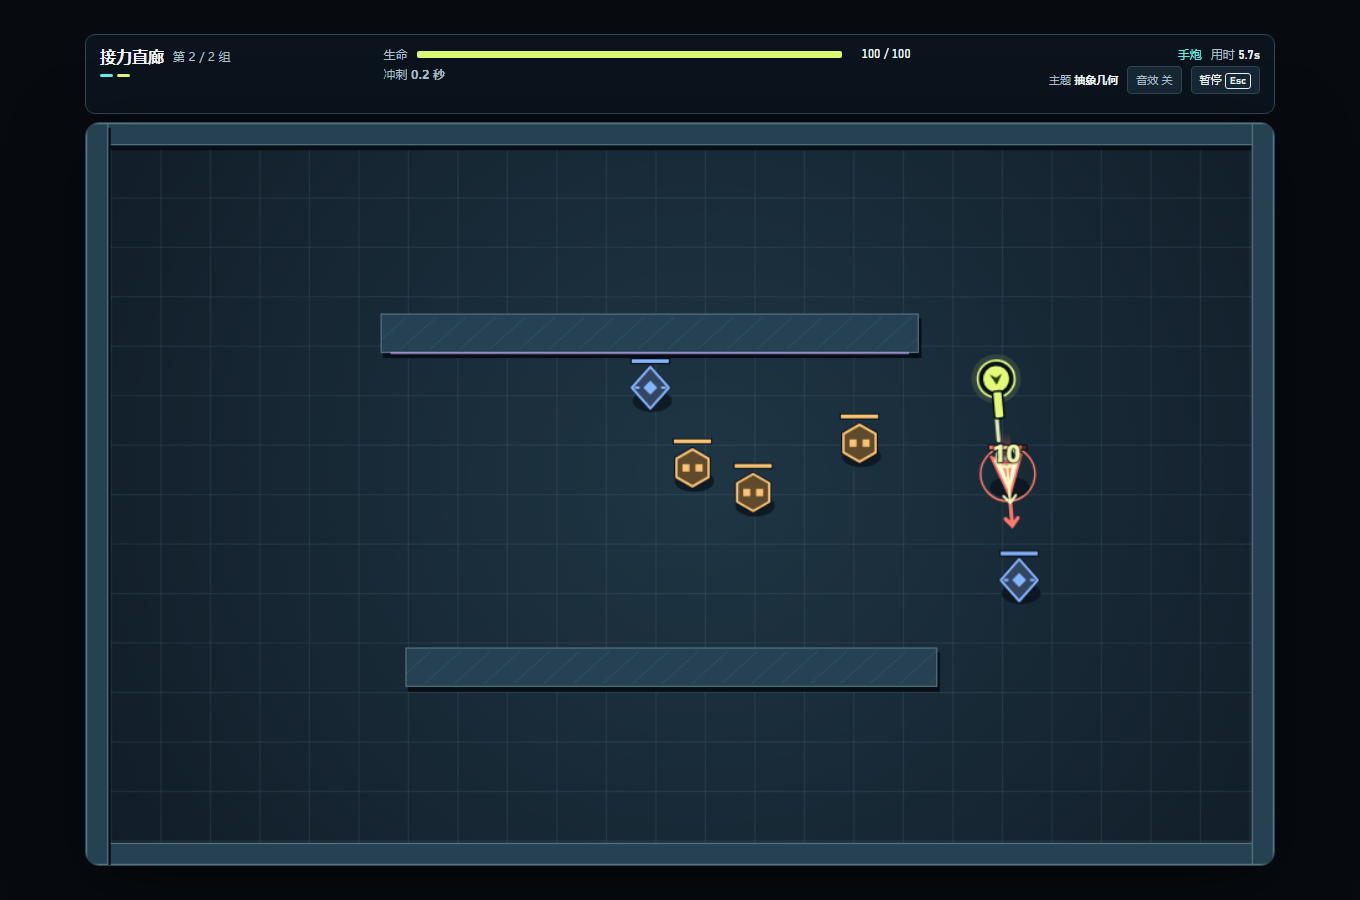 接力直廊 第 2 / 2 组
生命 100 / 100
冲刺 0.2 秒
手炮 用时 5.7s
主题 抽象几何 音效 关 暂停 Esc
10